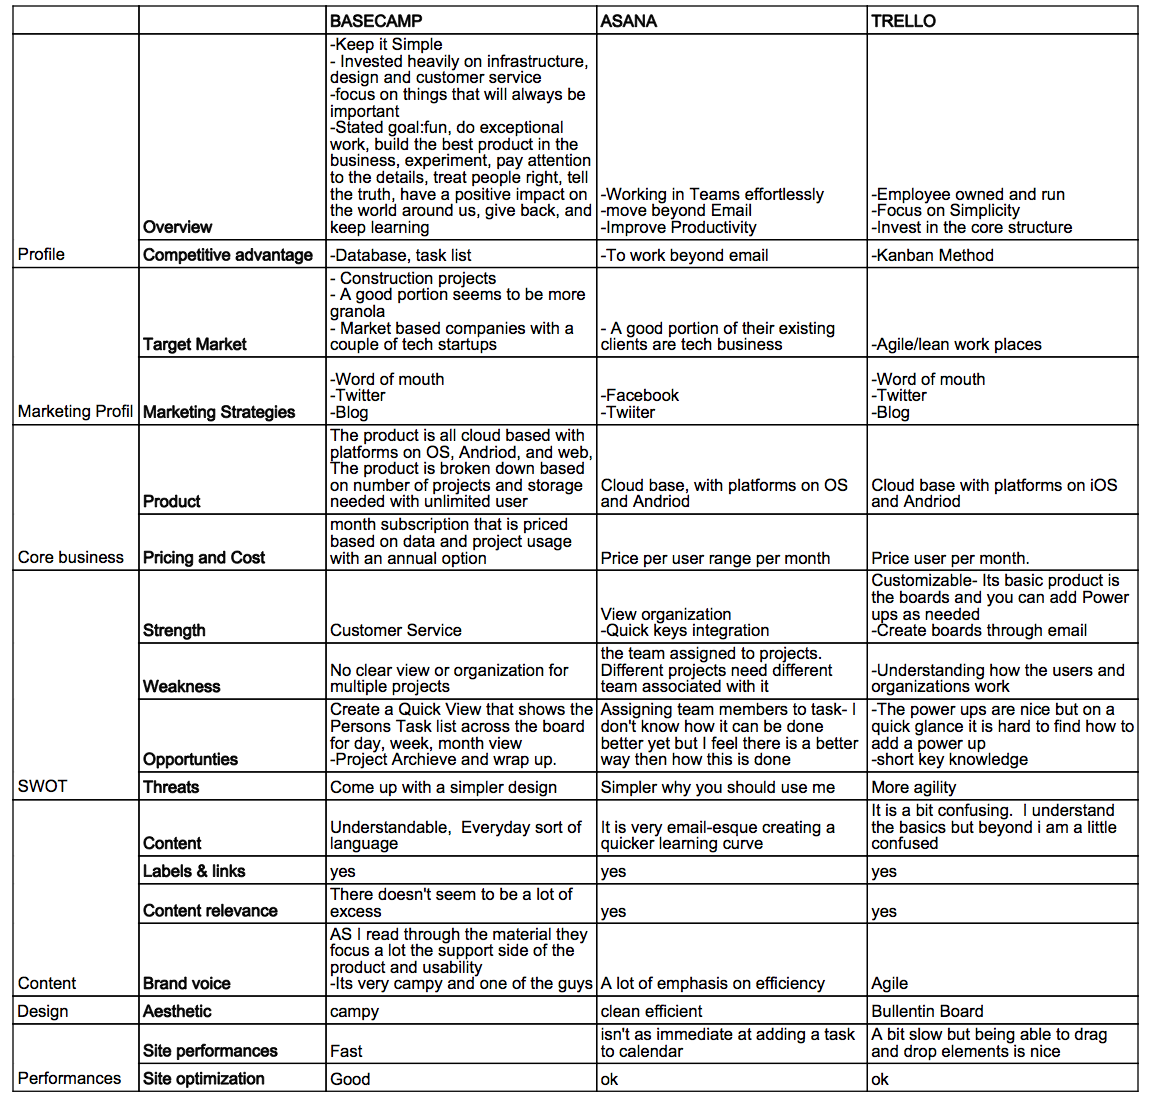 BASECAMP ASANA TRELLO
-Keep it Simple
- Invested heavily on infrastructure,
design and customer service
-focus on things that will always be
important
-Stated goal:fun, do exceptional
work, build the best product in the
business, experiment, pay attention
to the details, treat people right, tell
the truth, have a positive impact on
the world around us, give back, and
keep learning
-Working in Teams effortlessly
-move beyond Email
-Improve Productivity
-Employee owned and run
-Focus on Simplicity
-Invest in the core structure
Overview
Profile
Competitive advantage
-Database, task list
-To work beyond email
-Kanban Method
- Construction projects
- A good portion seems to be more
granola
- Market based companies with a
couple of tech startups
- A good portion of their existing
clients are tech business
-Agile/lean work places
Target Market
Marketing Profil
Marketing Strategies
-Word of mouth
-Twitter
-Blog
-Facebook
-Twiiter
-Word of mouth
-Twitter
-Blog
Product
The product is all cloud based with
platforms on OS, Andriod, and web,
The product is broken down based
on number of projects and storage
needed with unlimited user
Cloud base, with platforms on OS
and Andriod
Cloud base with platforms on iOS
and Andriod
Core business
Pricing and Cost
month subscription that is priced
based on data and project usage
with an annual option
Price per user range per month
Price user per month.
Strength
Customer Service
View organization
-Quick keys integration
Customizable- Its basic product is
the boards and you can add Power
ups as needed
-Create boards through email
Weakness
No clear view or organization for
multiple projects
the team assigned to projects.
Different projects need different
team associated with it
-Understanding how the users and
organizations work
Opportunties
Create a Quick View that shows the
Persons Task list across the board
for day, week, month view
-Project Archieve and wrap up.
Assigning team members to task- I
don't know how it can be done
better yet but I feel there is a better
way then how this is done
-The power ups are nice but on a
quick glance it is hard to find how to
add a power up
-short key knowledge
SWOT
Threats
Come up with a simpler design
Simpler why you should use me
More agility
Content
Understandable, Everyday sort of
language
It is very email-esque creating a
quicker learning curve
It is a bit confusing. I understand
the basics but beyond i am a little
confused
Labels & links
yes
yes
yes
Content relevance
There doesn't seem to be a lot of
excess
yes
yes
Content
Brand voice
AS I read through the material they
focus a lot the support side of the
product and usability
-Its very campy and one of the guys
A lot of emphasis on efficiency
Agile
Design
Aesthetic
campy
clean efficient
Bullentin Board
Site performances
Fast
isn't as immediate at adding a task
to calendar
A bit slow but being able to drag
and drop elements is nice
Performances
Site optimization
Good
ok
ok